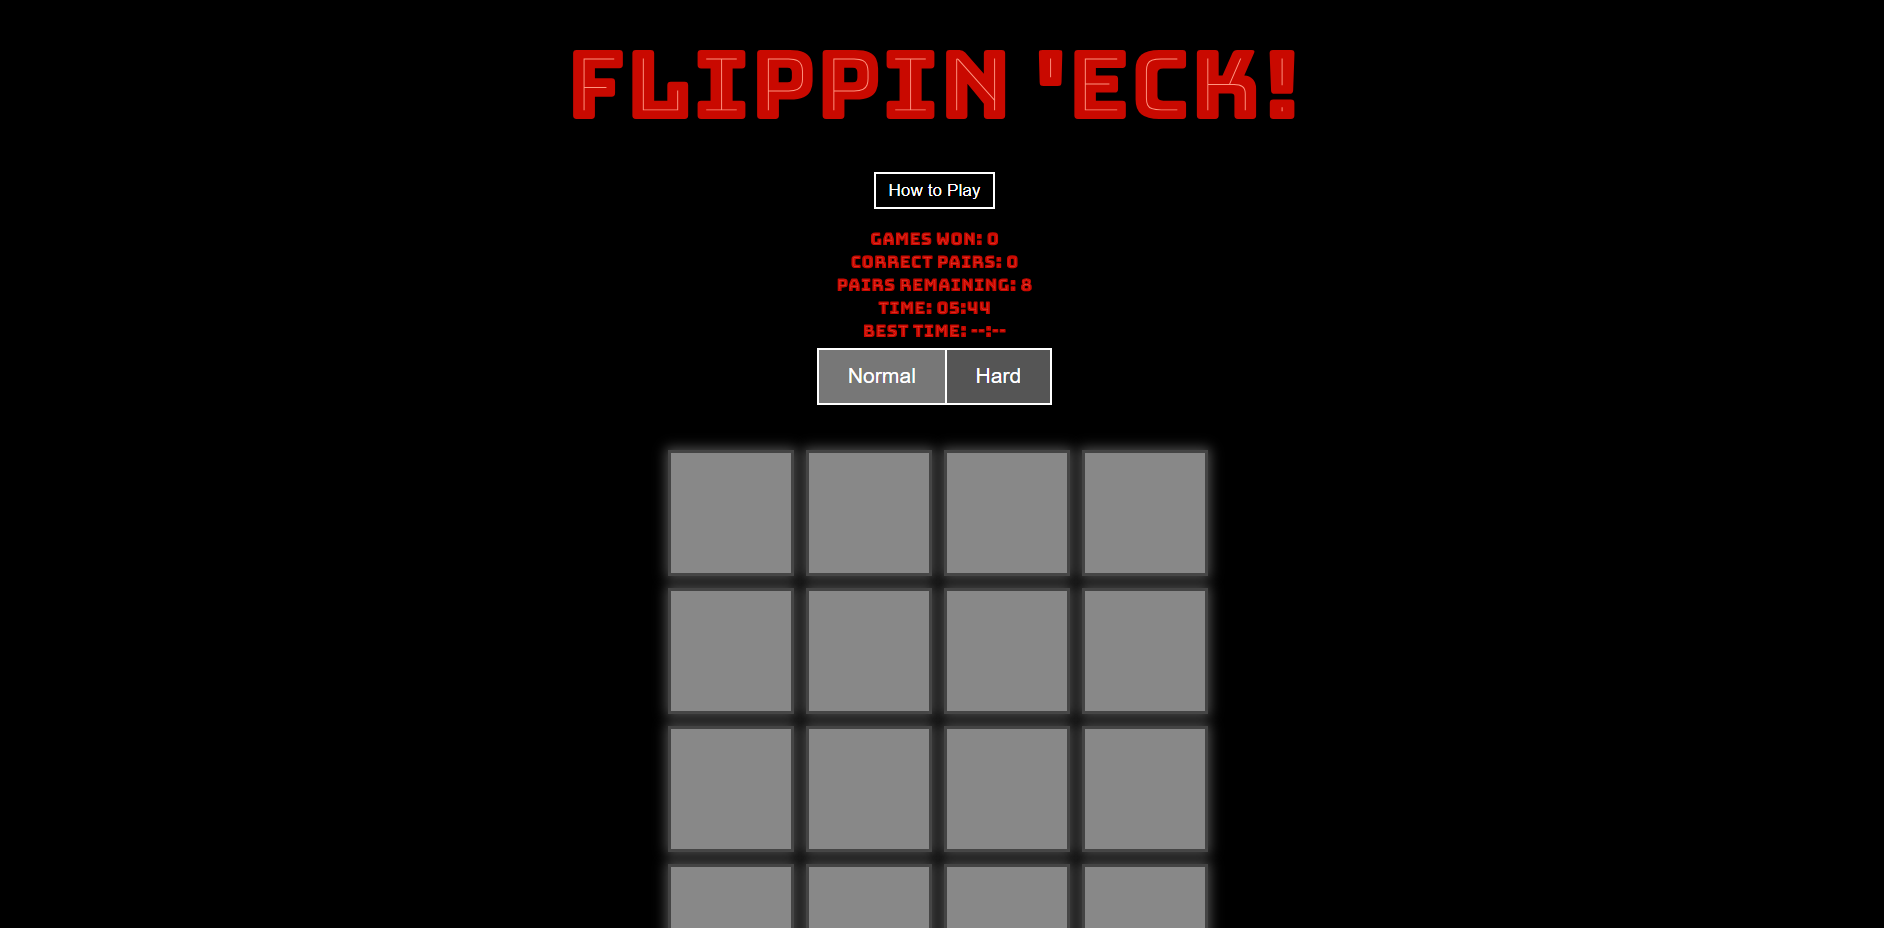 FLIPPIN 'ECK!
How to Play
GAMES WON: 0
CORRECT PAIRS: 0
PAIRS REMAINING: 8
TIME: 05:44
BEST TIME: --:--
Normal Hard